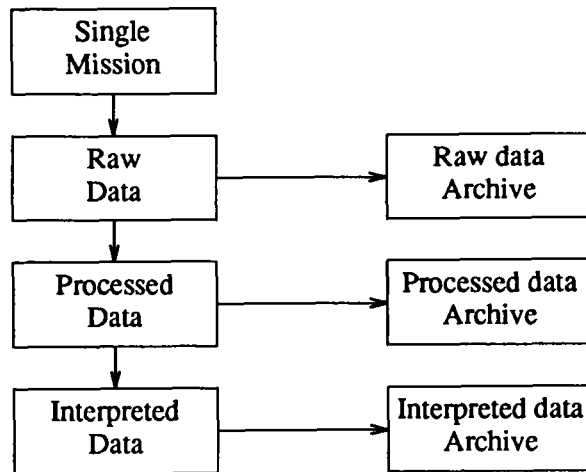 Single
Mission
Raw
Data
Raw data
Archive
Processed
Data
Processed data
Archive
Interpreted
Data
Interpreted data
Archive